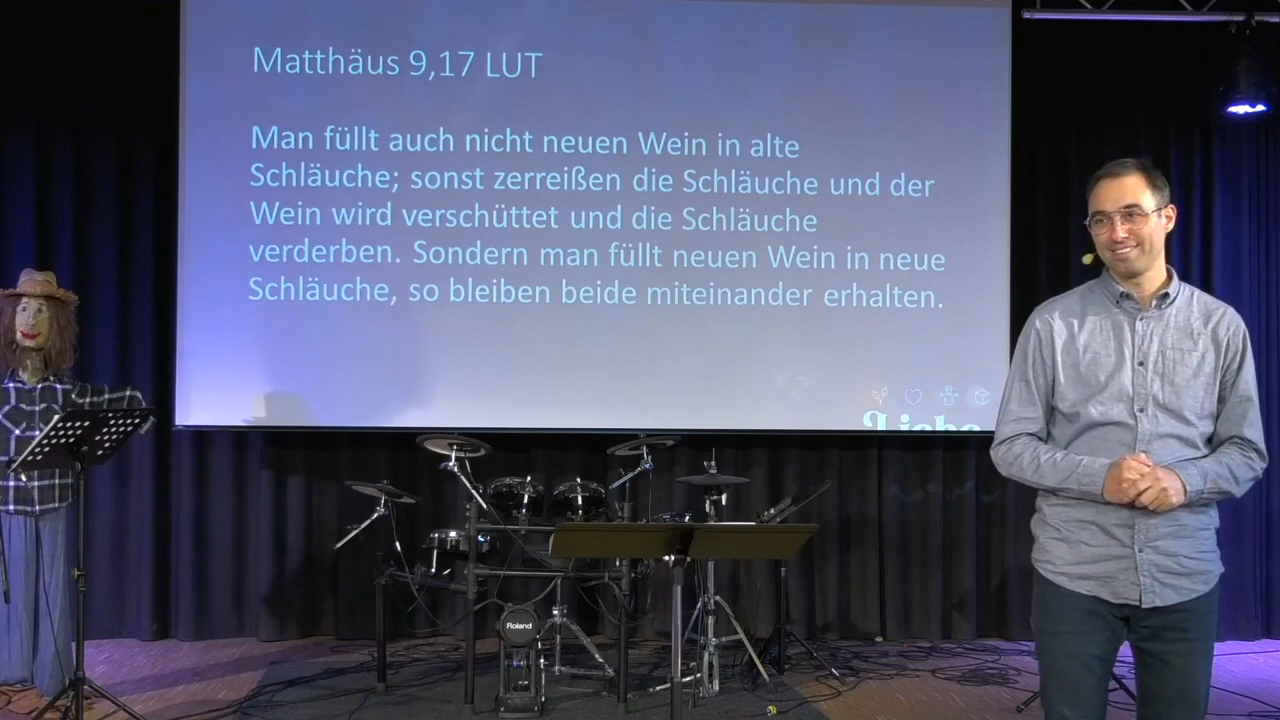 Matthäus 9,17 LUT
Man füllt auch nicht neuen Wein in alte
Schläuche; sonst zerreißen die Schläuche und der
Wein wird verschüttet und die Schläuche
verderben. Sondern man füllt neuen Wein in neue
Schläuche, so bleiben beide miteinander erhalten.
Liebe
Roland